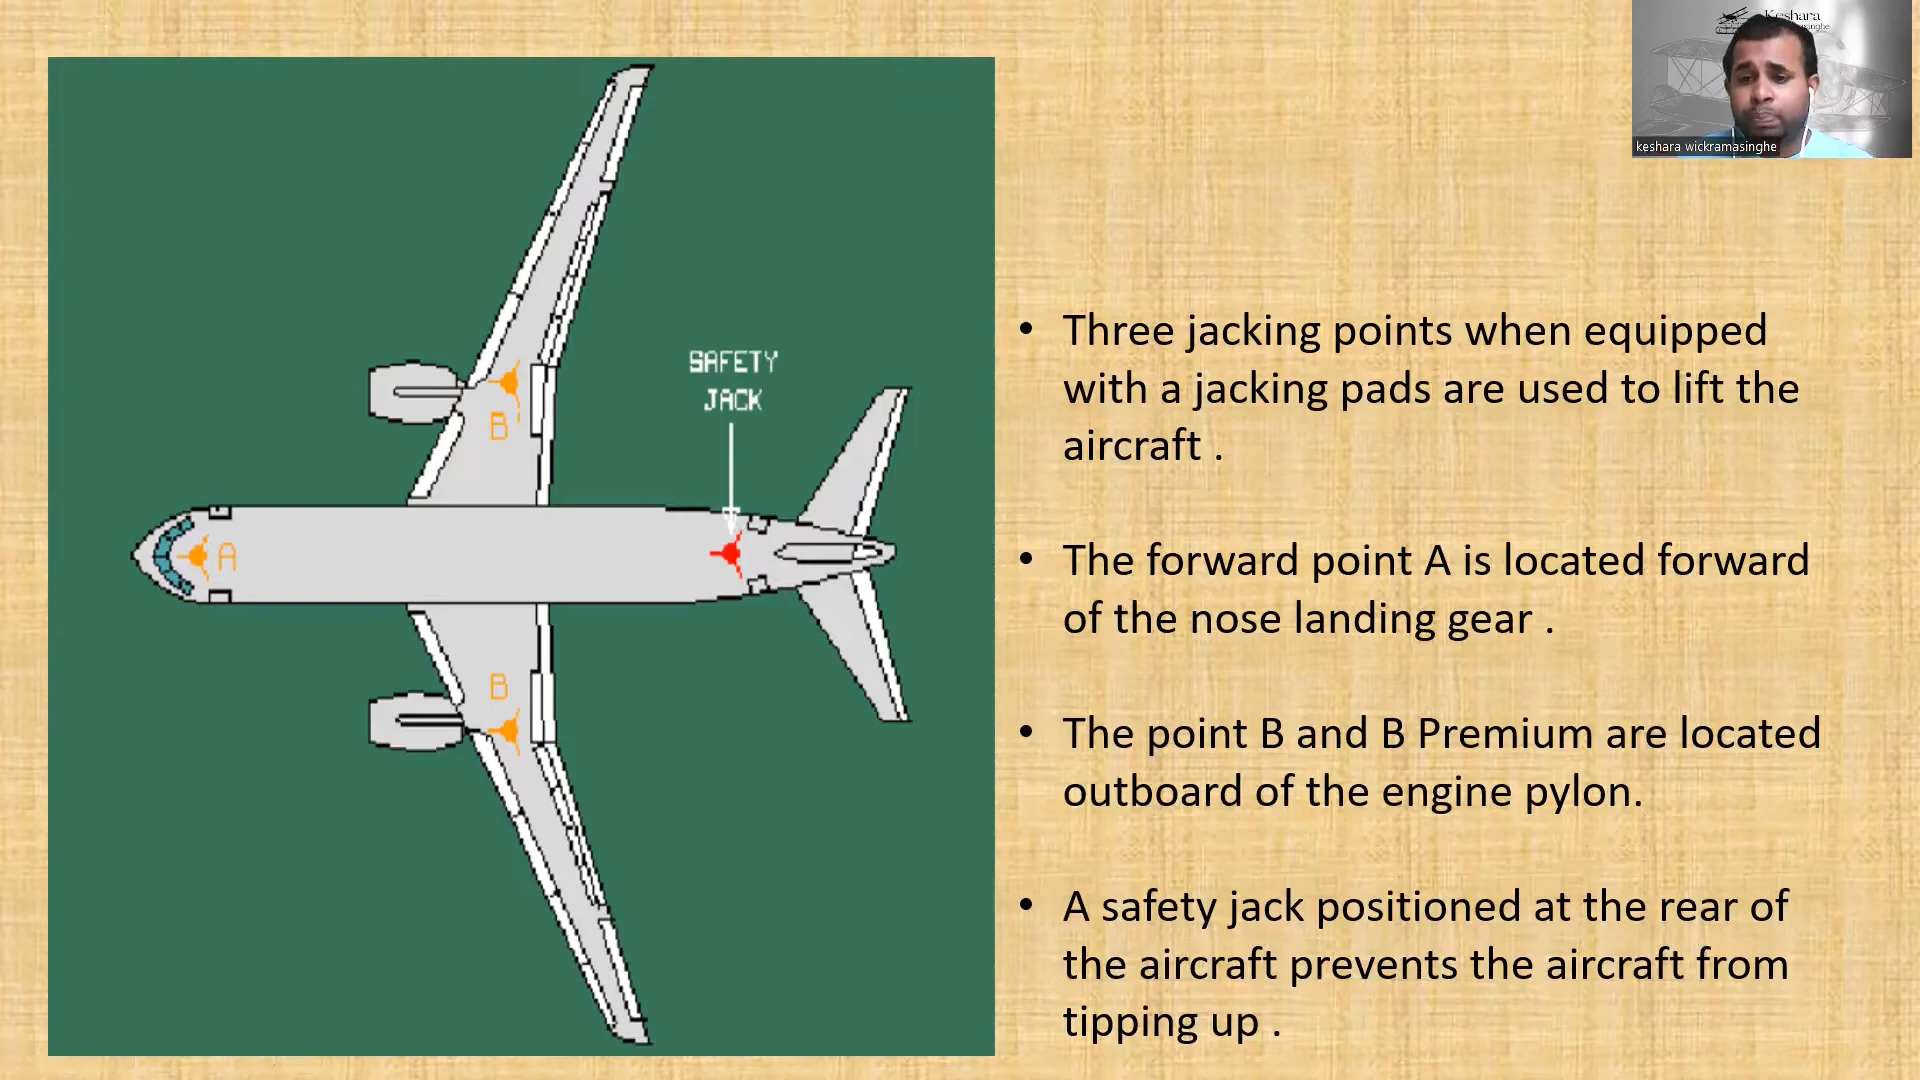 Keshara
keshara wickramasinghe
SAFETY
JACK
B'
A
B
• Three jacking points when equipped
with a jacking pads are used to lift the
aircraft .
• The forward point A is located forward
of the nose landing gear .
• The point B and B Premium are located
outboard of the engine pylon.
• A safety jack positioned at the rear of
the aircraft prevents the aircraft from
tipping up .